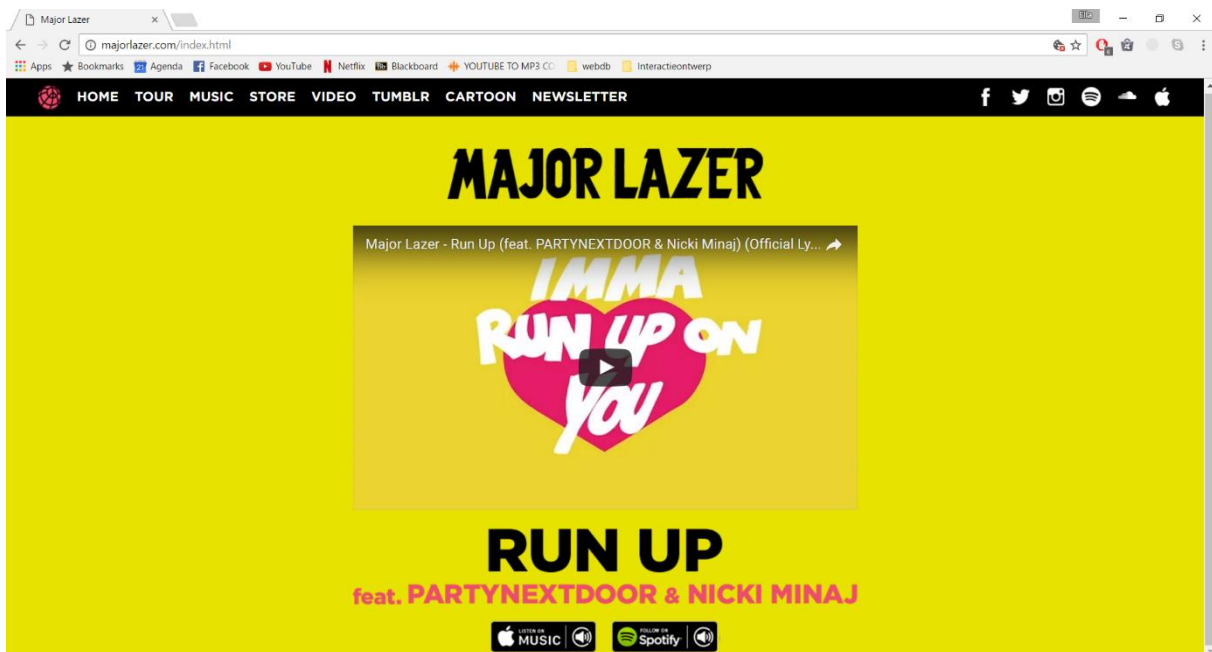 Major Lazer
majorlazer.com/index.html
Apps Bookmarks 21 Agenda Facebook YouTube Netflix Blackboard YOUTUBE TO MP3 CO webdb Interactieontwerp
HOME TOUR MUSIC STORE VIDEO TUMBLR CARTOON NEWSLETTER
MAJOR LAZER
Major Lazer - Run Up (feat. PARTYNEXTDOOR & Nicki Minaj) (Official Ly...
IMMA
RUN UP ON
YOU
RUN UP
feat. PARTYNEXTDOOR & NICKI MINAJ
LISTEN ON
MUSIC
FOLLOW ON
Spotify